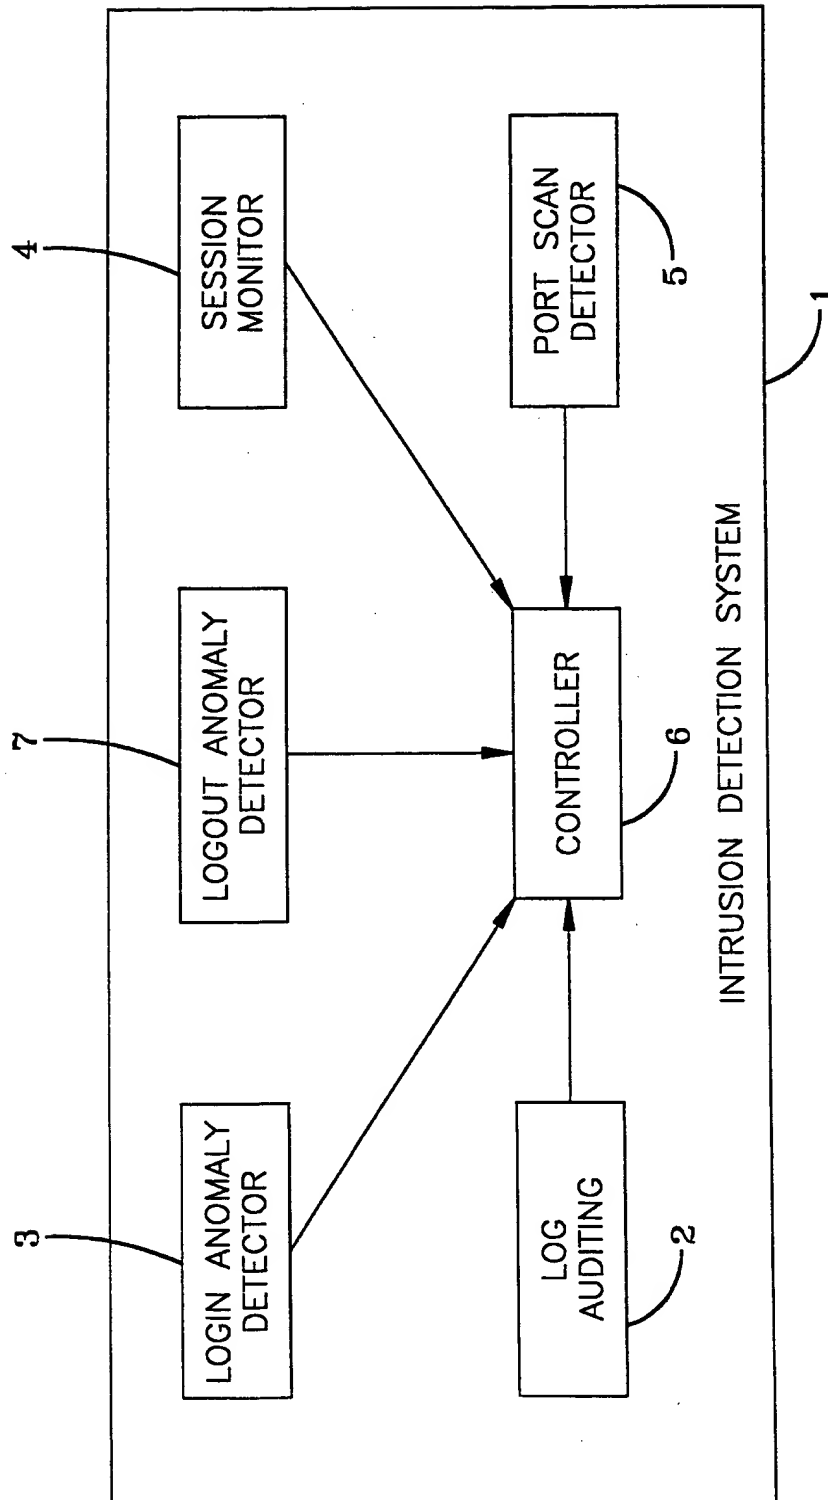 3
7
4
LOGIN ANOMALY
DETECTOR
LOGOUT ANOMALY
DETECTOR
SESSION
MONITOR
LOG
AUDITING
CONTROLLER
PORT SCAN
DETECTOR
2
6
5
INTRUSION DETECTION SYSTEM
1